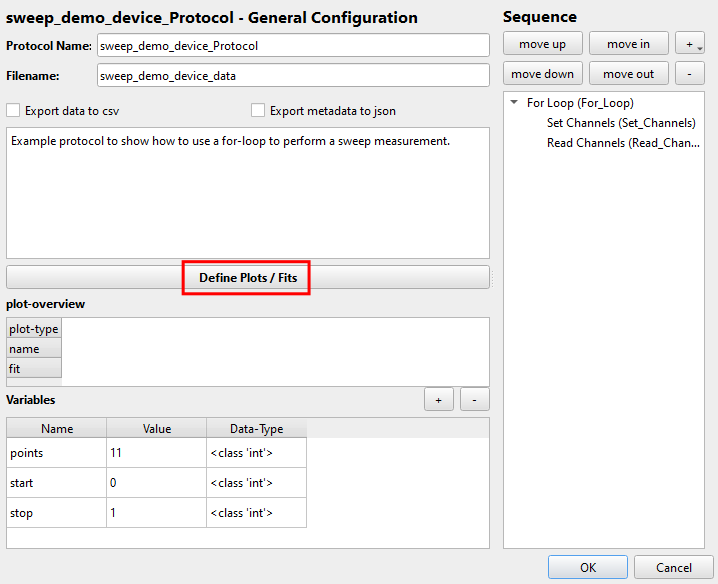 sweep_demo_device_Protocol - General Configuration
Protocol Name: sweep_demo_device_Protocol
Filename: sweep_demo_device_data
Export data to csv Export metadata to json
Example protocol to show how to use a for-loop to perform a sweep measurement.
Define Plots / Fits
plot-overview
plot-type
name
fit
Variables + -
Name Value Data-Type
points 11 <class 'int'>
start 0 <class 'int'>
stop 1 <class 'int'>
Sequence
move up move in +
move down move out -
For Loop (For_Loop)
Set Channels (Set_Channels)
Read Channels (Read_Chan...
OK Cancel